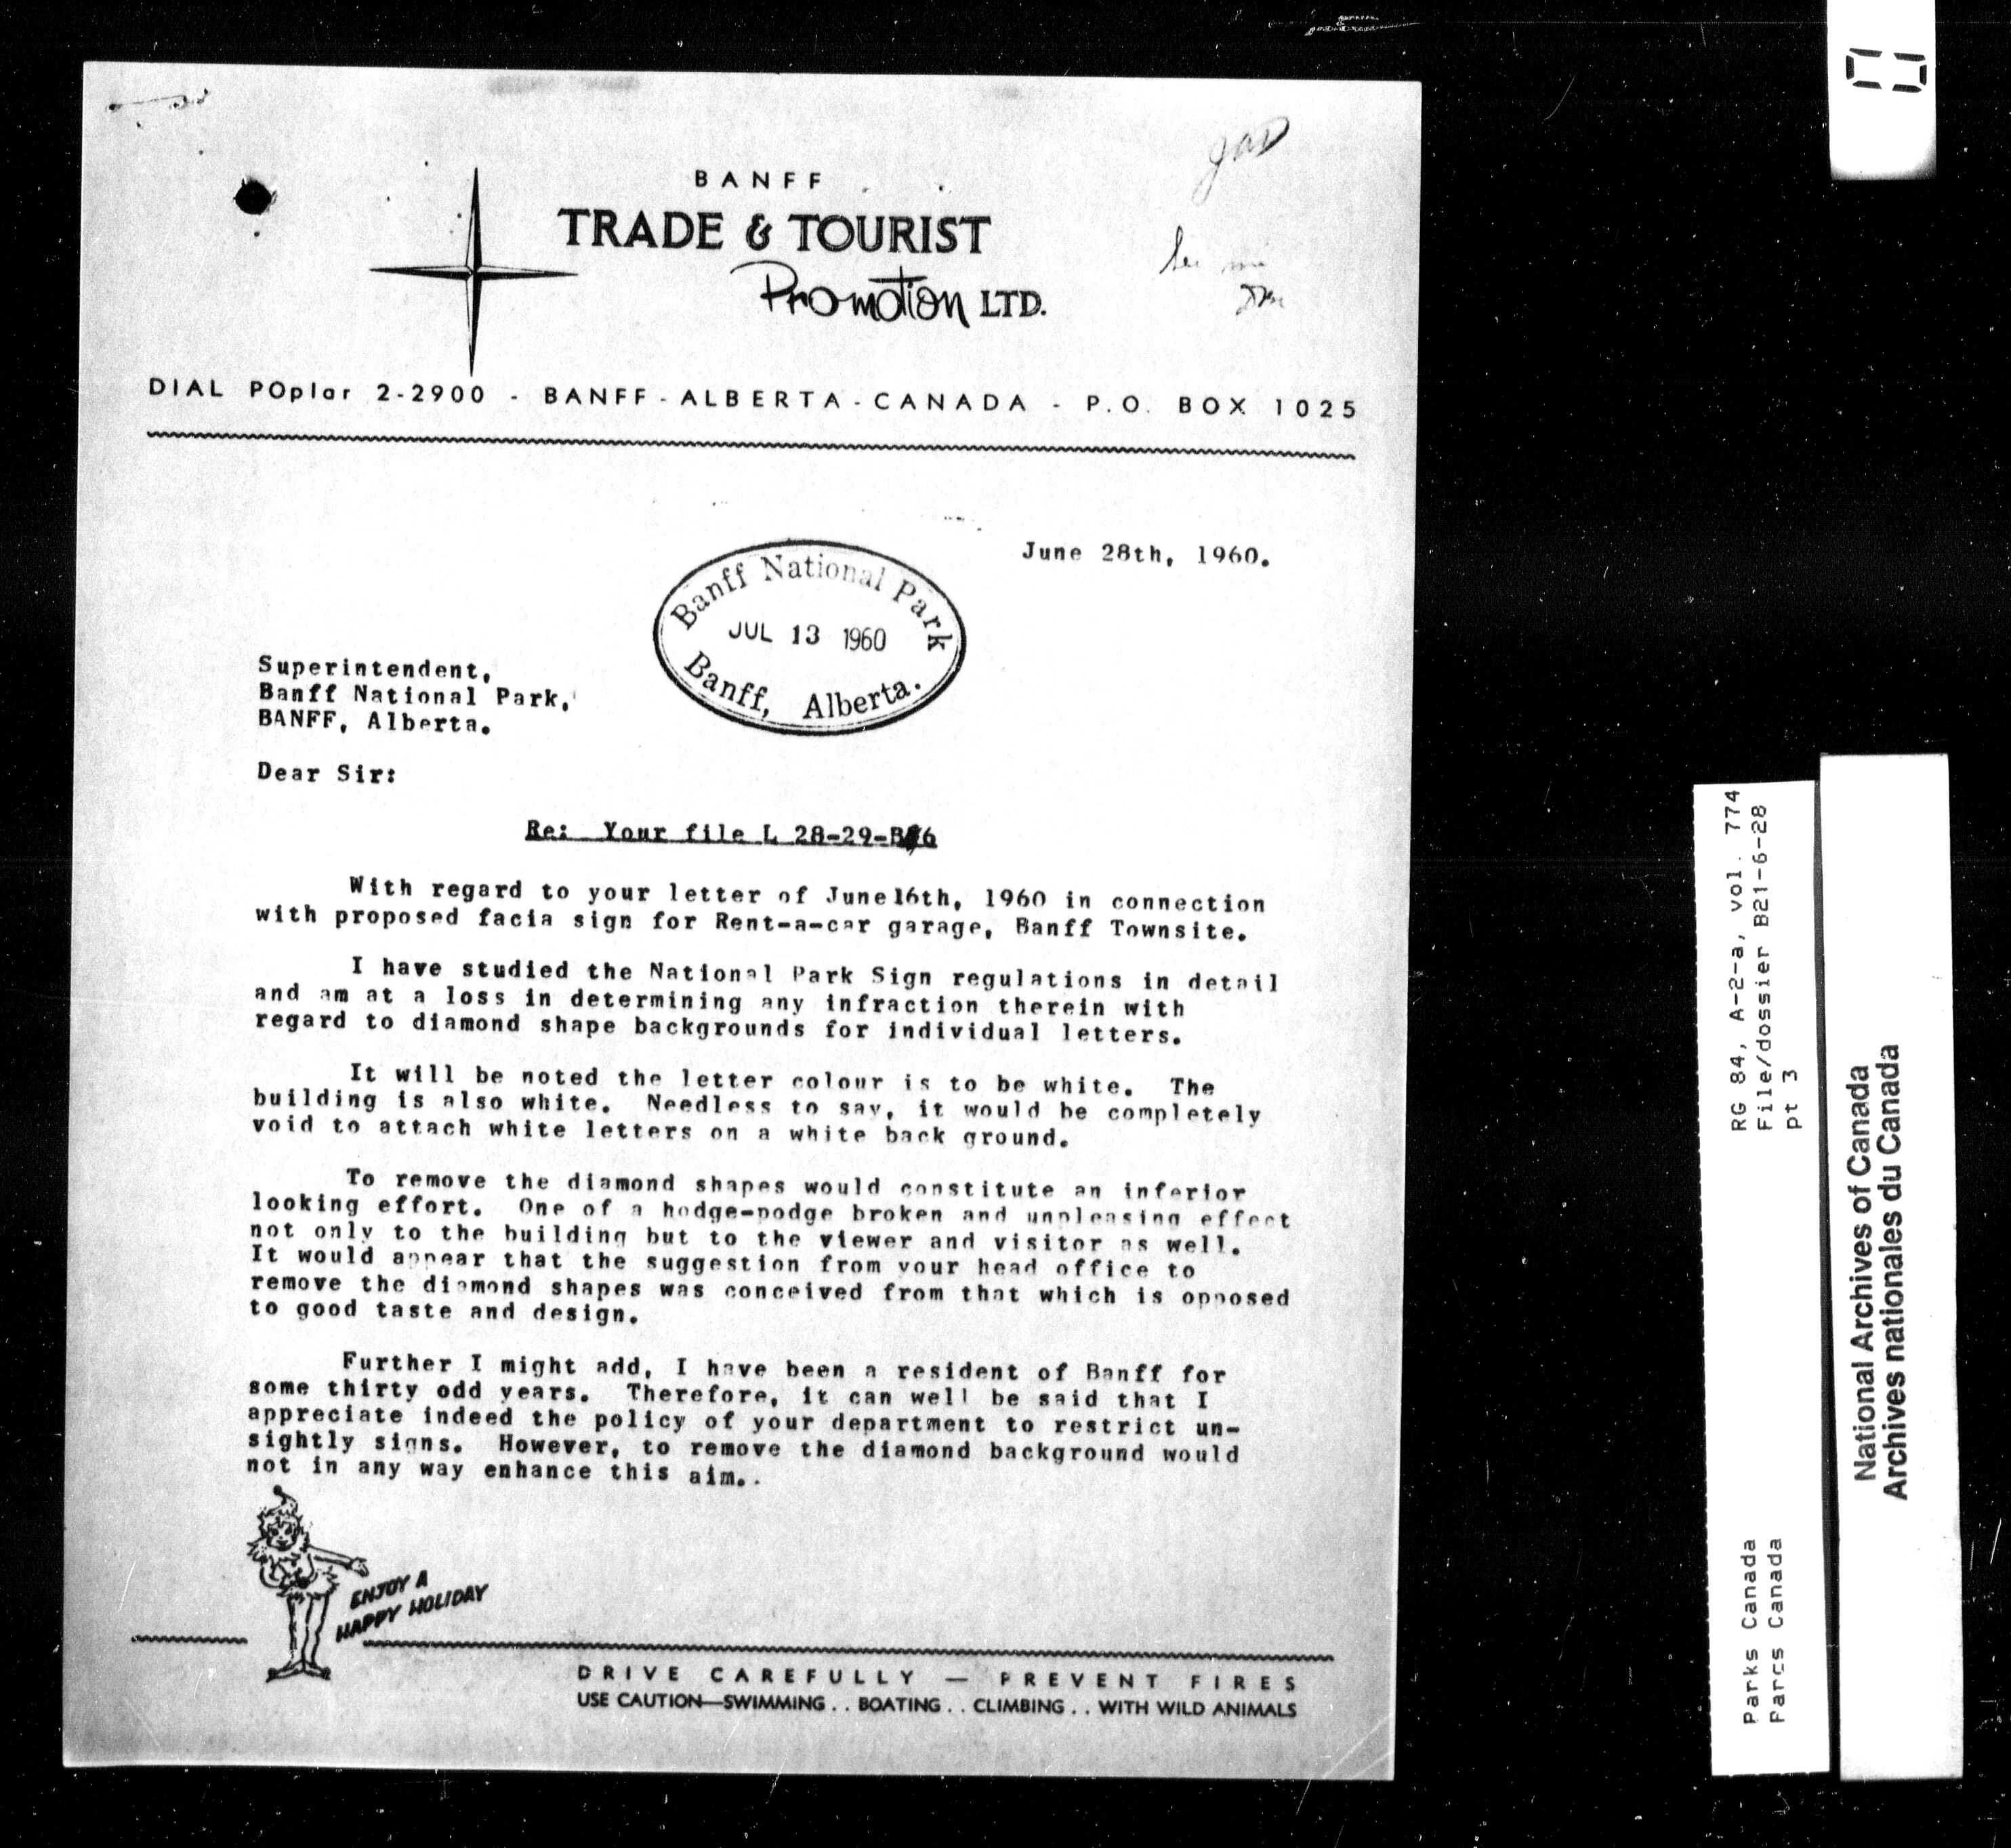 BANFF
TRADE & TOURIST
Promotion LTD.
DIAL POplar 2-2900 - BANFF - ALBERTA - CANADA - P.O. BOX 1025
June 28th, 1960.
Banff National Park
JUL 13 1960
Banff, Alberta.
Superintendent,
Banff National Park,
BANFF, Alberta.
Dear Sir:
Re: Your file L 28-29-B 6
With regard to your letter of June16th, 1960 in connection
with proposed facia sign for Rent-a-car garage, Banff Townsite.
I have studied the National Park Sign regulations in detail
and am at a loss in determining any infraction therein with
regard to diamond shape backgrounds for individual letters.
It will be noted the letter colour is to be white. The
building is also white. Needless to say, it would be completely
void to attach white letters on a white back ground.
To remove the diamond shapes would constitute an inferior
looking effort. One of a hodge-podge broken and unpleasing effect
not only to the building but to the viewer and visitor as well.
It would appear that the suggestion from your head office to
remove the diamond shapes was conceived from that which is opposed
to good taste and design.
Further I might add, I have been a resident of Banff for
some thirty odd years. Therefore, it can well be said that I
appreciate indeed the policy of your department to restrict un-
sightly signs. However, to remove the diamond background would
not in any way enhance this aim..
ENJOY A
HAPPY HOLIDAY
DRIVE CAREFULLY — PREVENT FIRES
USE CAUTION—SWIMMING . . BOATING . . CLIMBING . . WITH WILD ANIMALS
RG 84, A-2-a, vol. 774
File/dossier B21-6-28
pt 3
Parks Canada
Parcs Canada
National Archives of Canada
Archives nationales du Canada